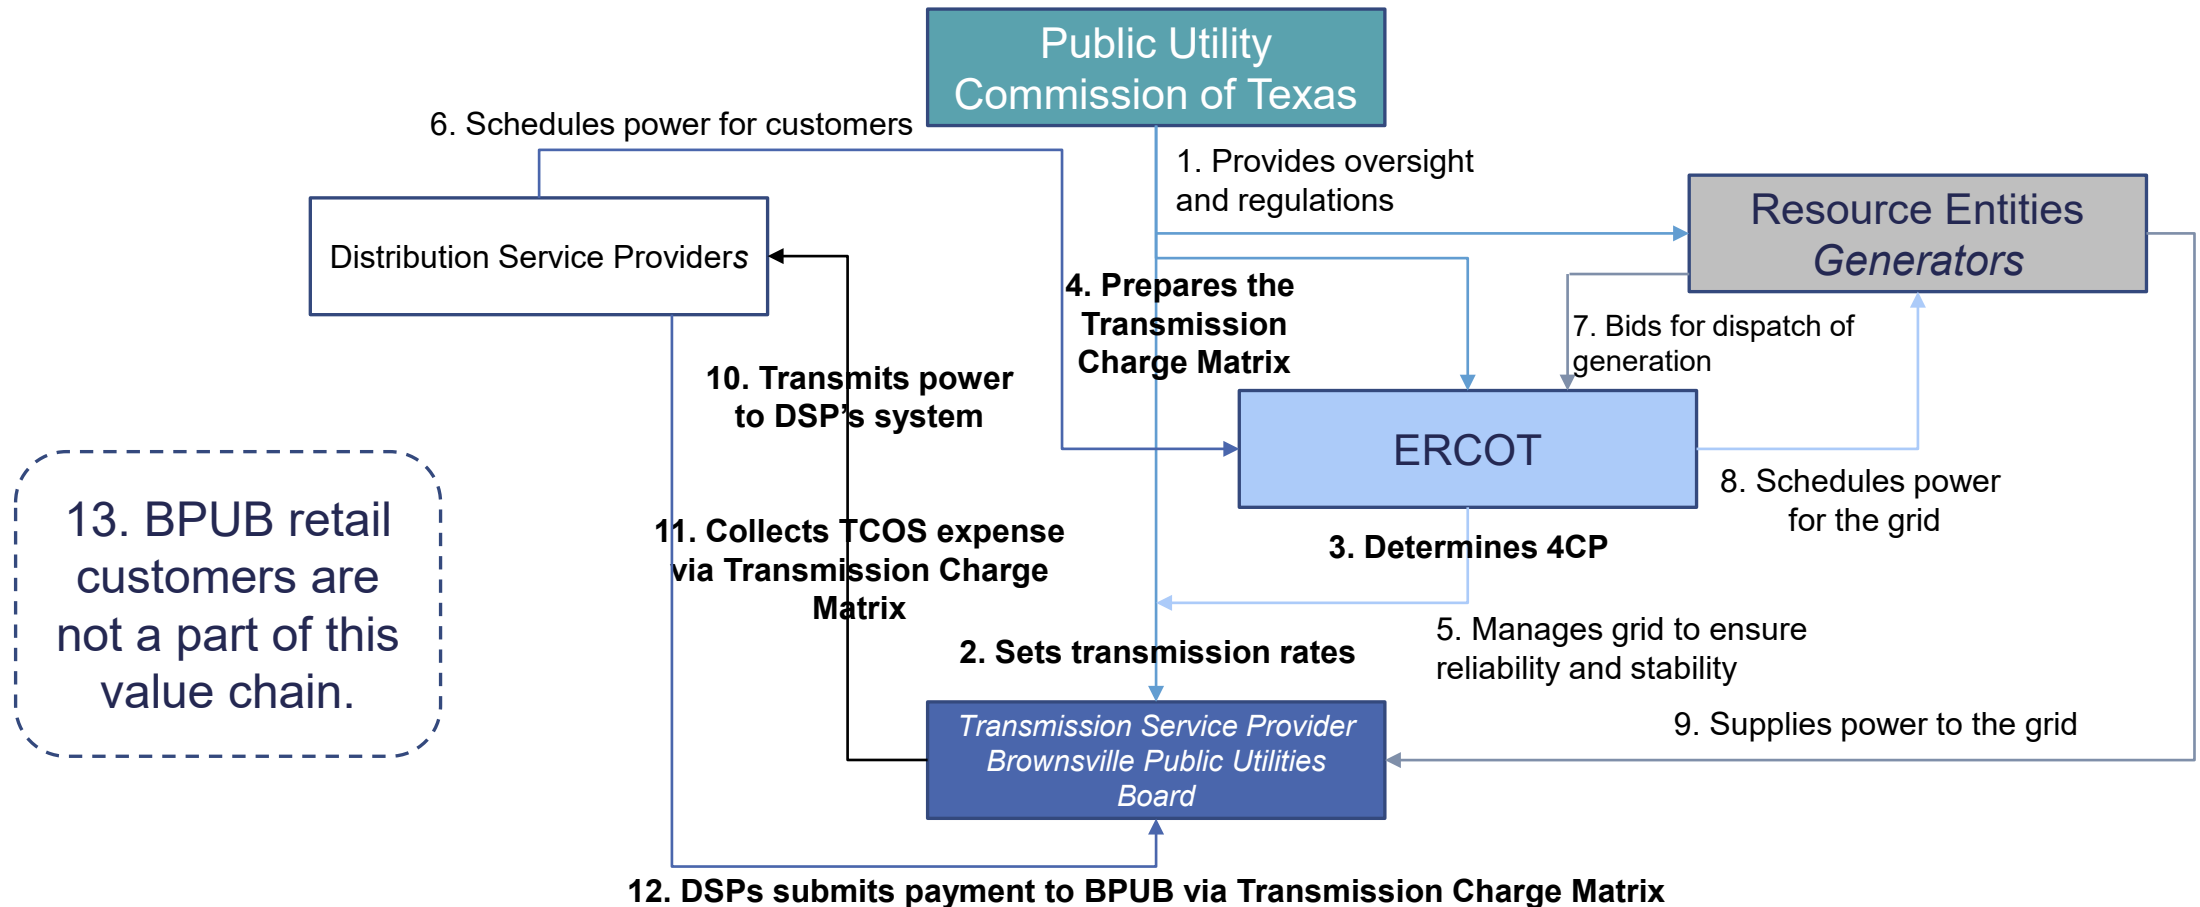 Public Utility
Commission of Texas
6. Schedules power for customers
1. Provides oversight
and regulations
Resource Entities
Generators
Distribution Service Providers
4. Prepares the
Transmission
Charge Matrix
7. Bids for dispatch of
generation
10. Transmits power
to DSP's system
ERCOT
8. Schedules power
for the grid
13. BPUB retail
customers are
not a part of this
value chain.
11. Collects TCOS expense
via Transmission Charge
Matrix
3. Determines 4CP
5. Manages grid to ensure
reliability and stability
2. Sets transmission rates
9. Supplies power to the grid
Transmission Service Provider
Brownsville Public Utilities
Board
12. DSPs submits payment to BPUB via Transmission Charge Matrix